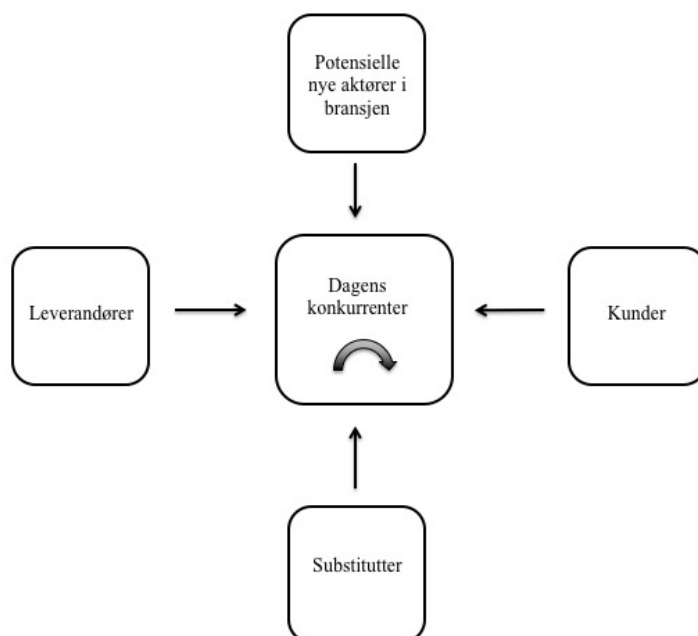 Potensielle
nye aktører i
bransjen
Leverandører
Dagens
konkurrenter
Kunder
Substitutter